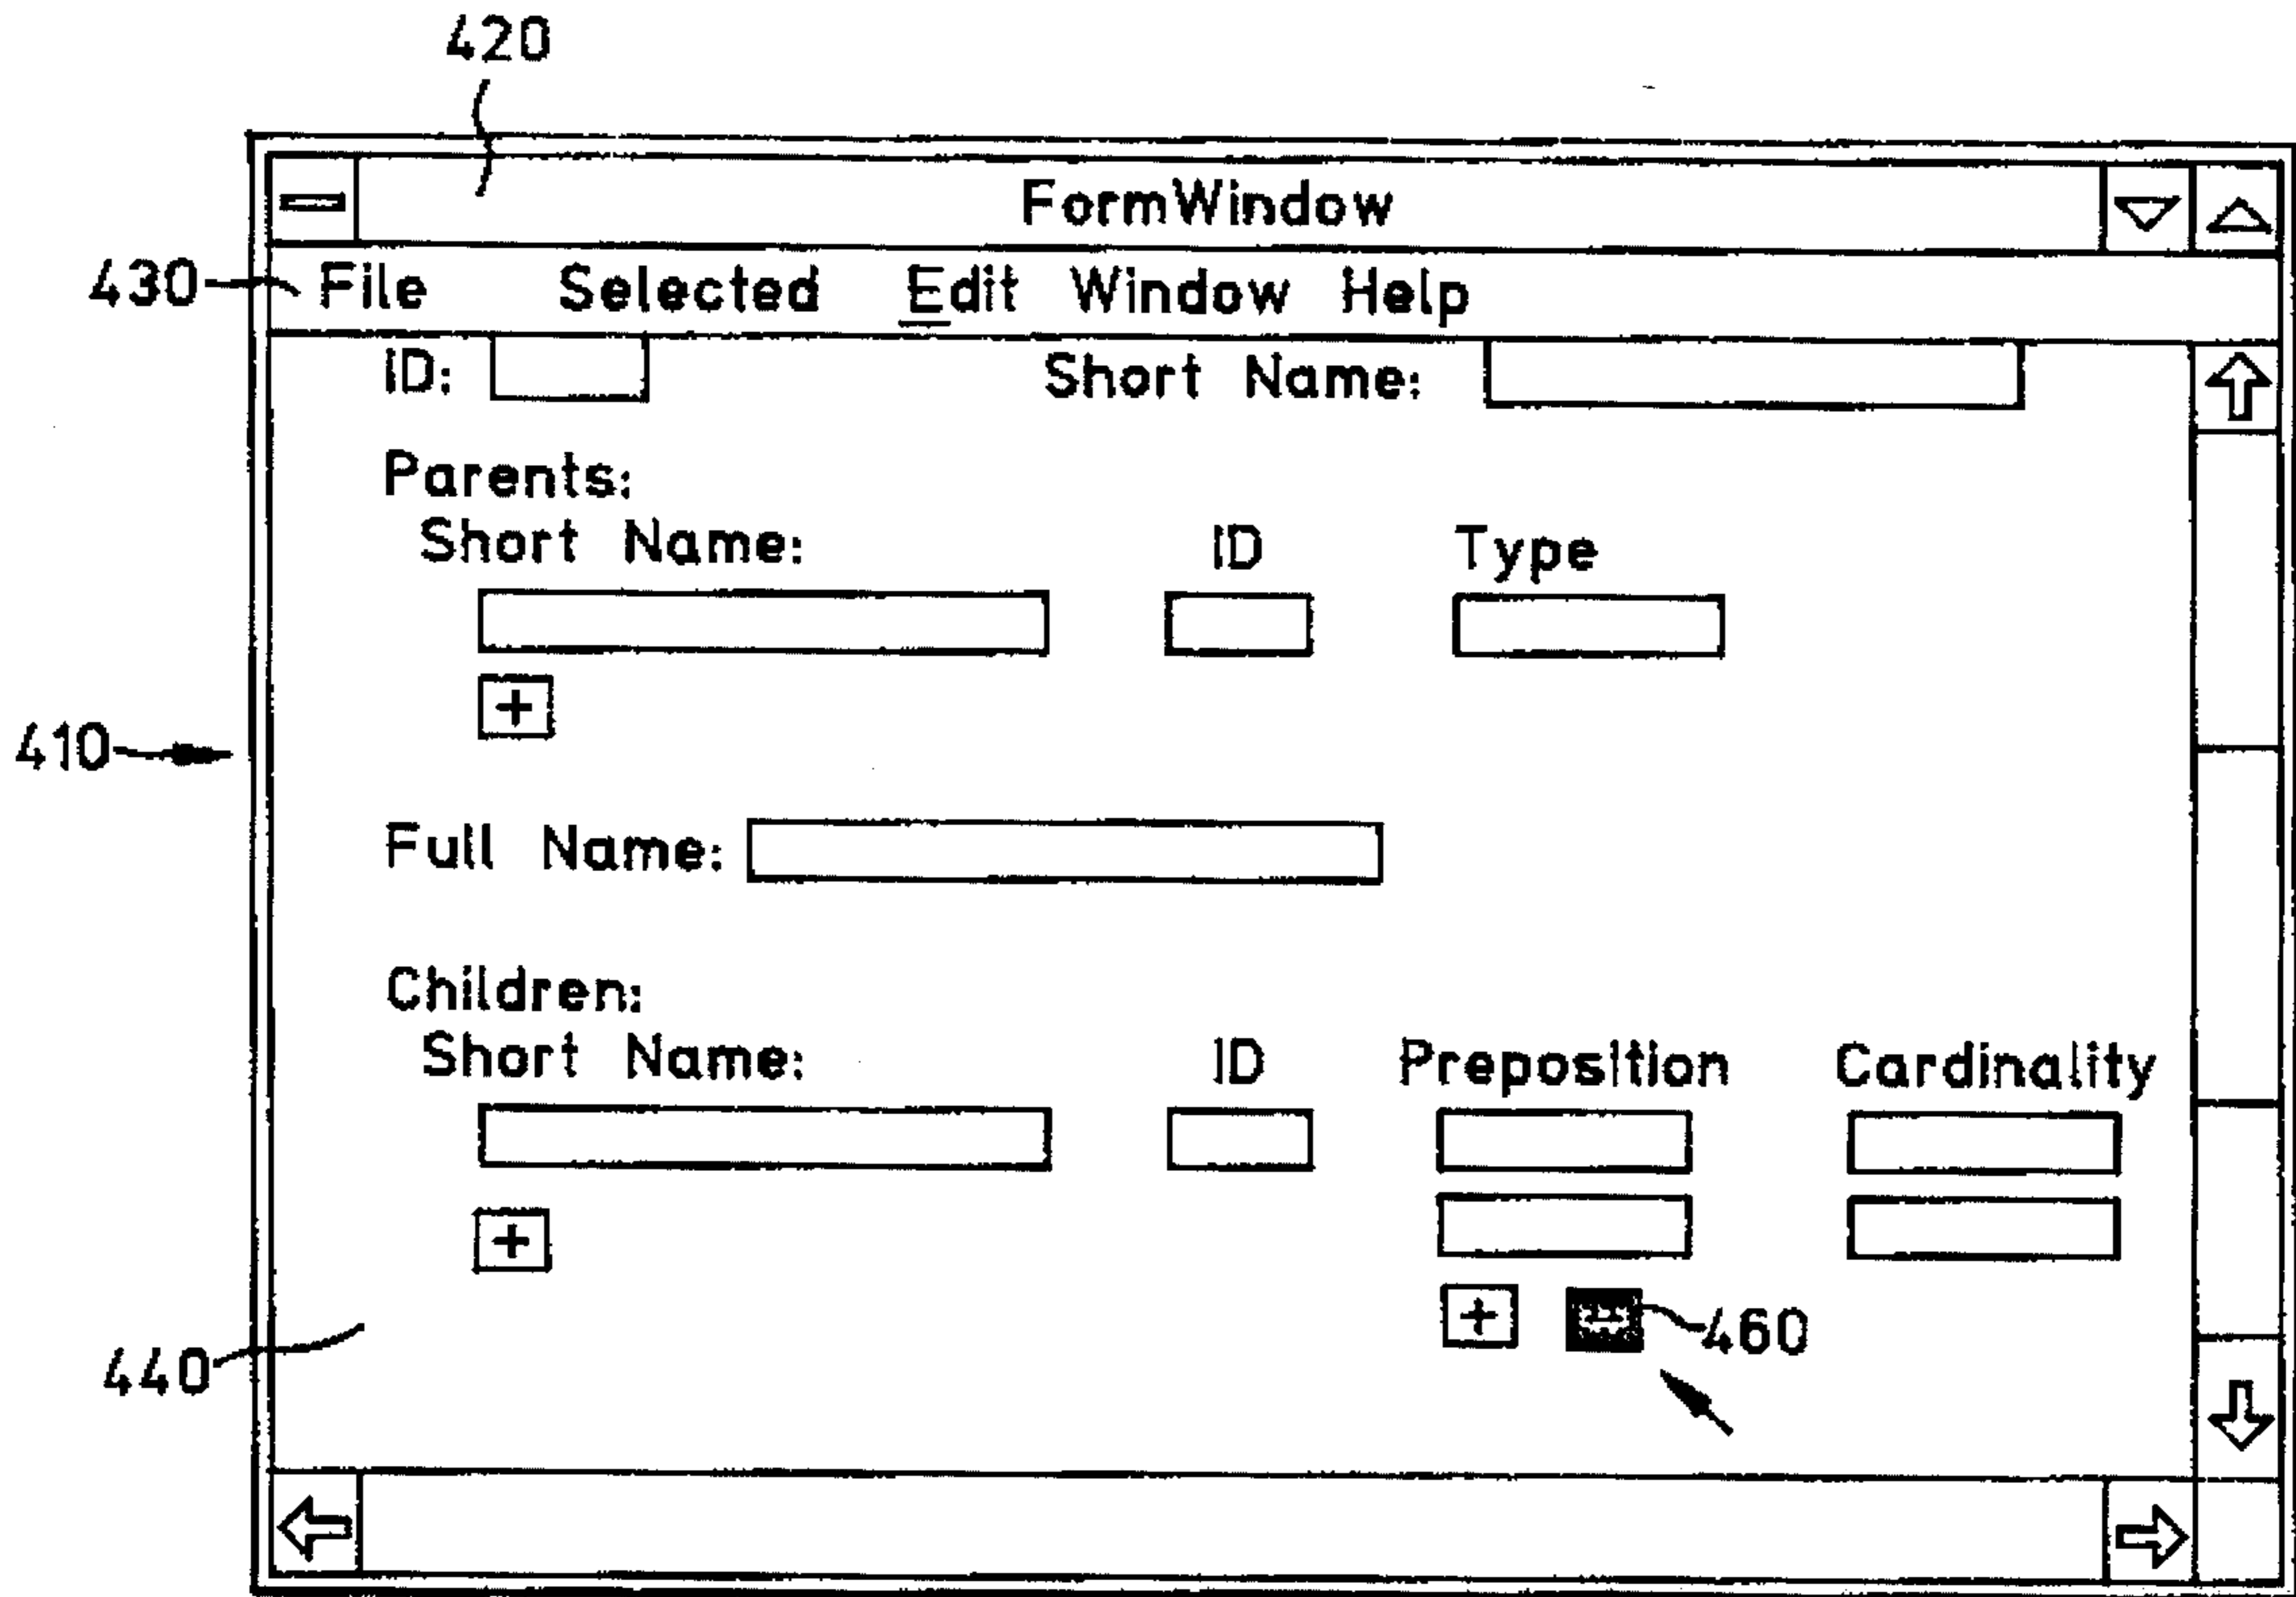 420
FormWindow
430 File Selected Edit Window Help
ID: Short Name:
Parents:
Short Name: ID Type
+
410
Full Name:
Children:
Short Name: ID Preposition Cardinality
+
+ 460
440